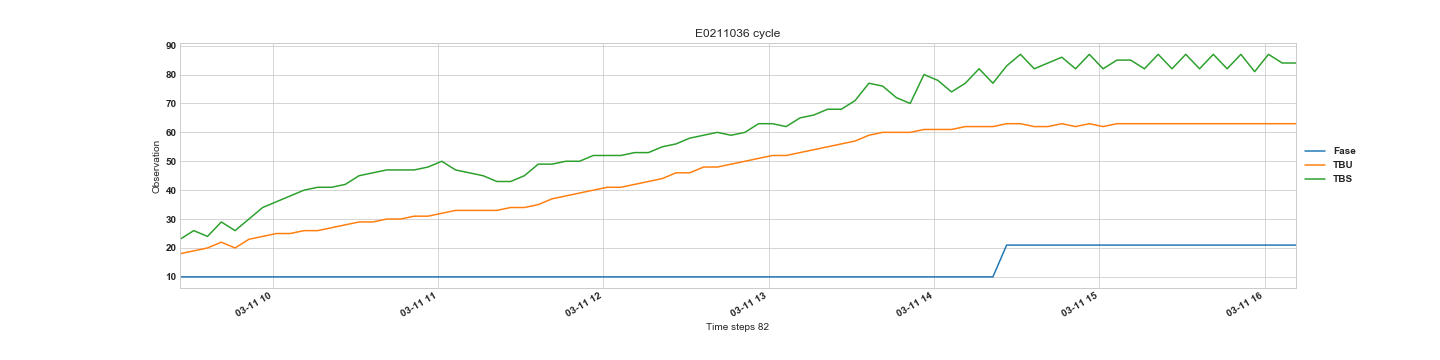 E0211036 cycle
90
80
70
60
50
40
30
20
10
Observation
03-11 10
03-11 11
03-11 12
03-11 13
03-11 14
03-11 15
03-11 16
Time steps 82
Fase
TBU
TBS